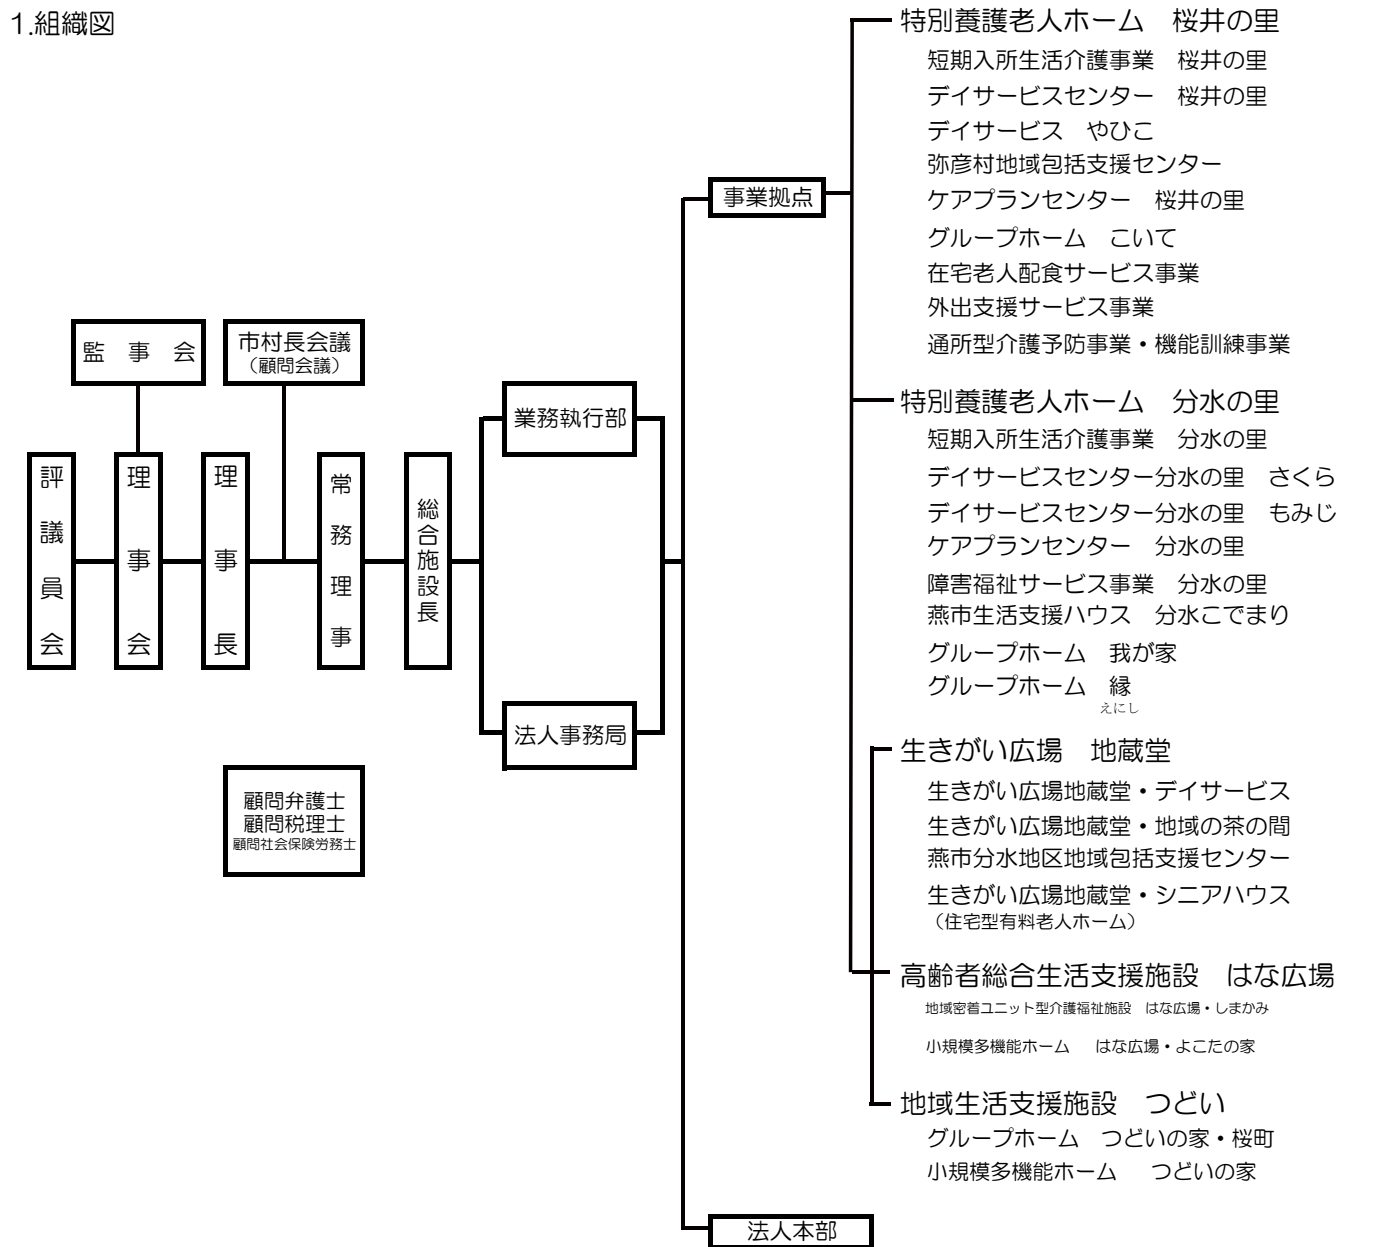 1.組織図
監　事　会
市村長会議
（顧問会議）
評議員会
理事会
理事長
常務理事
総合施設長
業務執行部
法人事務局
顧問弁護士
顧問税理士
顧問社会保険労務士
事業拠点
特別養護老人ホーム　桜井の里
短期入所生活介護事業　桜井の里
デイサービスセンター　桜井の里
デイサービス　やひこ
弥彦村地域包括支援センター
ケアプランセンター　桜井の里
グループホーム　こいて
在宅老人配食サービス事業
外出支援サービス事業
通所型介護予防事業・機能訓練事業
特別養護老人ホーム　分水の里
短期入所生活介護事業　分水の里
デイサービスセンター分水の里　さくら
デイサービスセンター分水の里　もみじ
ケアプランセンター　分水の里
障害福祉サービス事業　分水の里
燕市生活支援ハウス　分水こでまり
グループホーム　我が家
グループホーム　縁
えにし
生きがい広場　地蔵堂
生きがい広場地蔵堂・デイサービス
生きがい広場地蔵堂・地域の茶の間
燕市分水地区地域包括支援センター
生きがい広場地蔵堂・シニアハウス
（住宅型有料老人ホーム）
高齢者総合生活支援施設　はな広場
地域密着ユニット型介護福祉施設　はな広場・しまかみ
小規模多機能ホーム　はな広場・よこたの家
地域生活支援施設　つどい
グループホーム　つどいの家・桜町
小規模多機能ホーム　つどいの家
法人本部